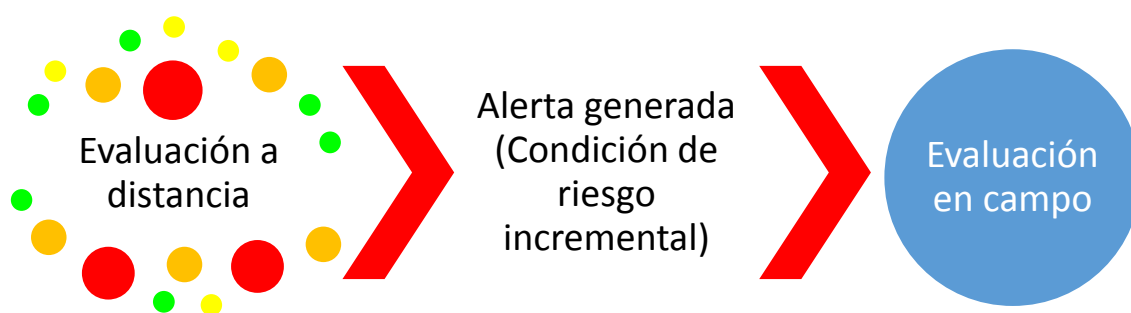 Evaluación a
distancia
Alerta generada
(Condición de
riesgo
incremental)
Evaluación
en campo